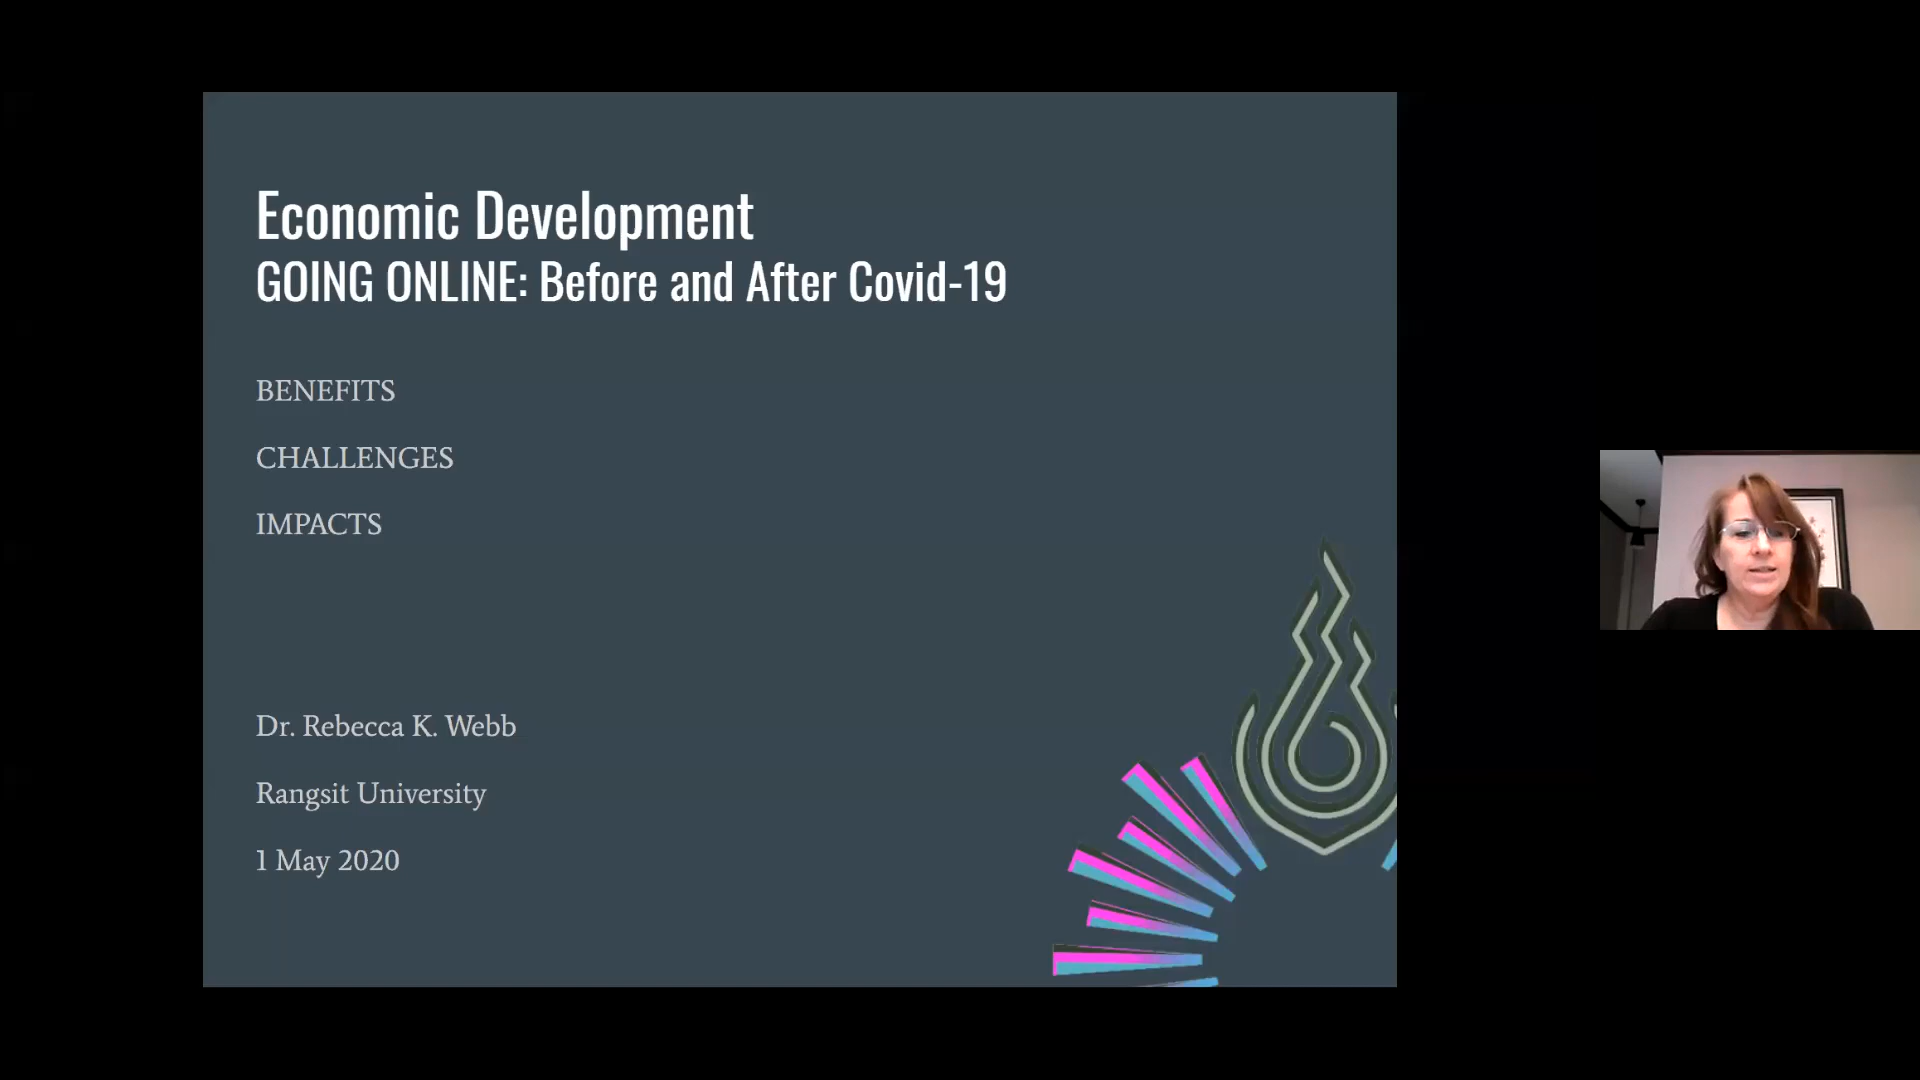 Economic Development
GOING ONLINE: Before and After Covid-19
BENEFITS
CHALLENGES
IMPACTS
Dr. Rebecca K. Webb
Rangsit University
1 May 2020